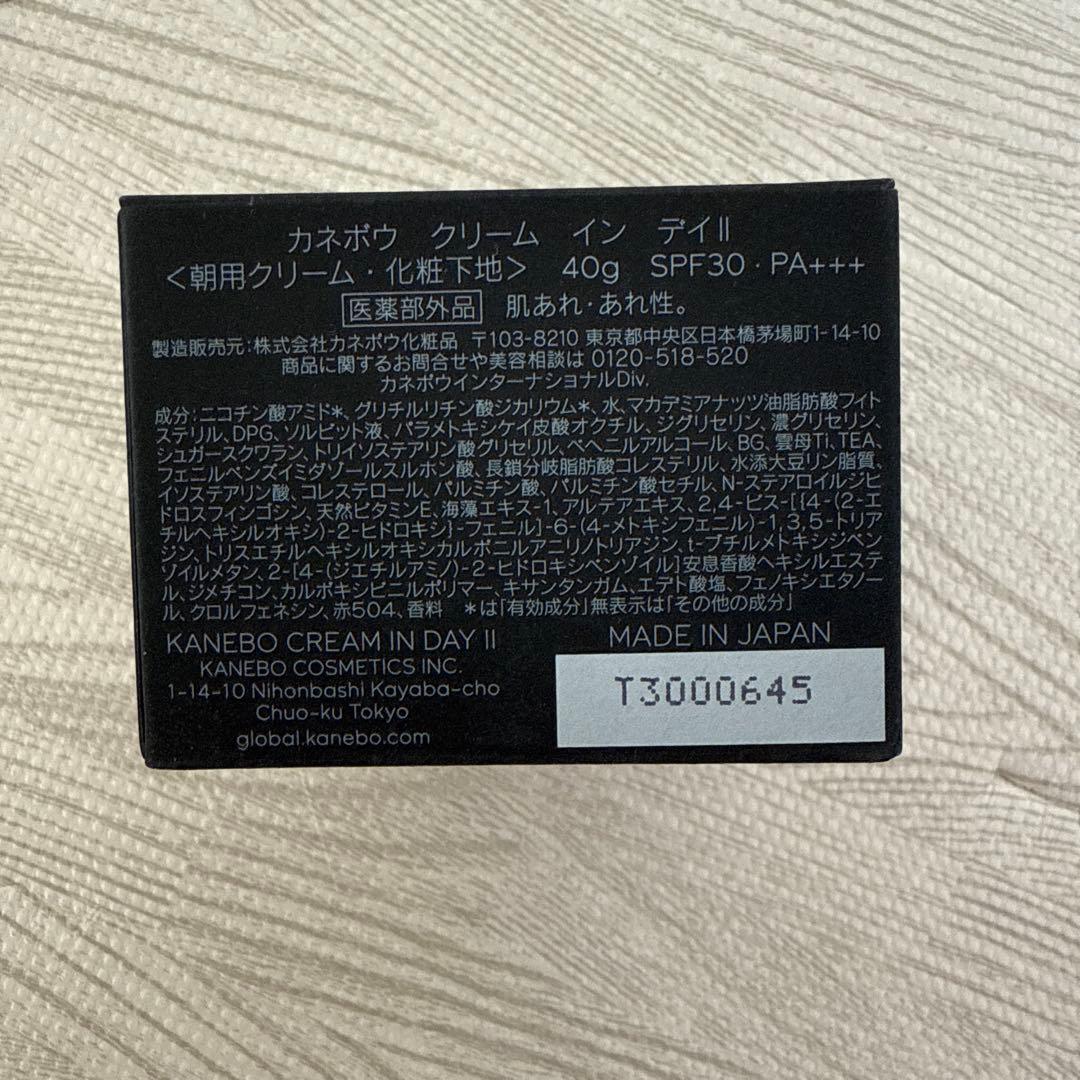 カネボウ クリーム イン デイⅡ
<朝用クリーム・化粧下地> 40g SPF30・PA+++
医薬部外品 肌あれ・あれ性。
製造販売元:株式会社カネボウ化粧品 〒103-8210 東京都中央区日本橋茅場町1-14-10
商品に関するお問合せや美容相談は 0120-518-520
カネボウインターナショナルDiv.
成分:ニコチン酸アミド*、グリチルリチン酸ジカリウム*、水、マカデミアナッツ油脂肪酸フィト
ステリル、DPG、ソルビット液、パラメトキシケイ皮酸オクチル、ジグリセリン、濃グリセリン、
シュガースクワラン、トリイソステアリン酸グリセリル、ベヘニルアルコール、BG、雲母Ti、TEA、
フェニルベンズイミダゾールスルホン酸、長鎖分岐脂肪酸コレステリル、水添大豆リン脂質、
イソステアリン酸、コレステロール、パルミチン酸、パルミチン酸セチル、N-ステアロイルジヒ
ドロスフィンゴシン、天然ビタミンE、海藻エキス-1、アルテアエキス、2,4-ビス-[{4-(2-エ
チルヘキシルオキシ)-2-ヒドロキシ}-フェニル]-6-(4-メトキシフェニル)-1,3,5-トリア
ジン、トリスエチルヘキシルオキシカルボニルアニリノトリアジン、t-ブチルメトキシジベン
ゾイルメタン、2-[4-(ジエチルアミノ)-2-ヒドロキシベンゾイル]安息香酸ヘキシルエステ
ル、ジメチコン、カルボキシビニルポリマー、キサンタンガム、エデト酸塩、フェノキシエタノー
ル、クロルフェネシン、赤504、香料 *は「有効成分」無表示は「その他の成分」
KANEBO CREAM IN DAY II
KANEBO COSMETICS INC.
1-14-10 Nihonbashi Kayaba-cho
Chuo-ku Tokyo
global.kanebo.com
MADE IN JAPAN
T3000645